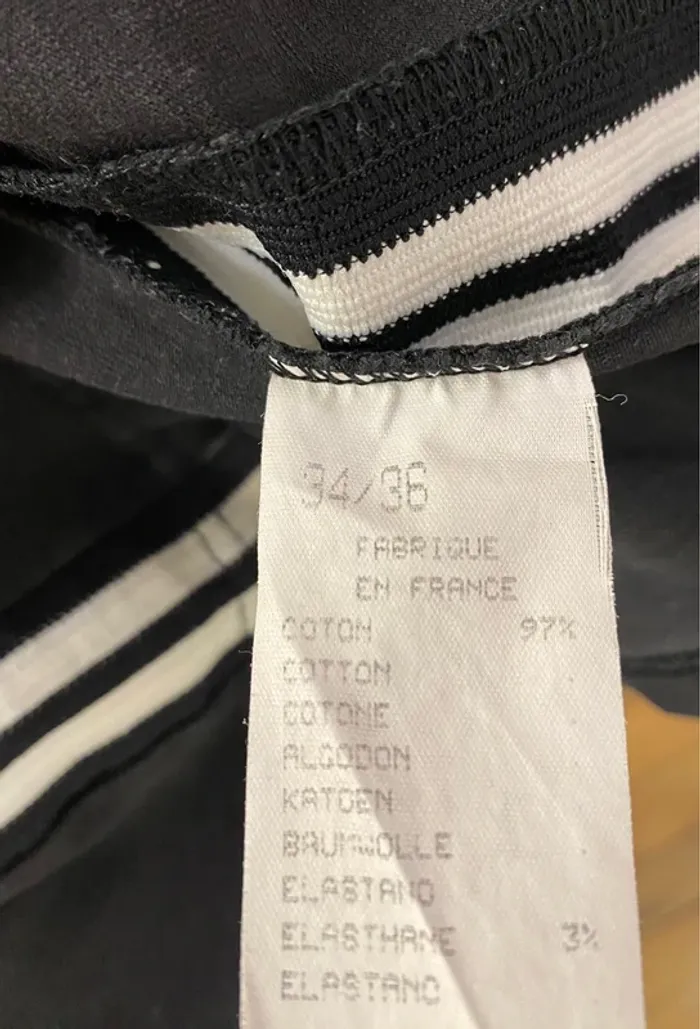 34/36
FABRIQUE
EN FRANCE
COTON 97%
COTTON
COTONE
ALGODON
KATOEN
BAUMWOLLE
ELASTANO
ELASTHANE 3%
ELASTANO